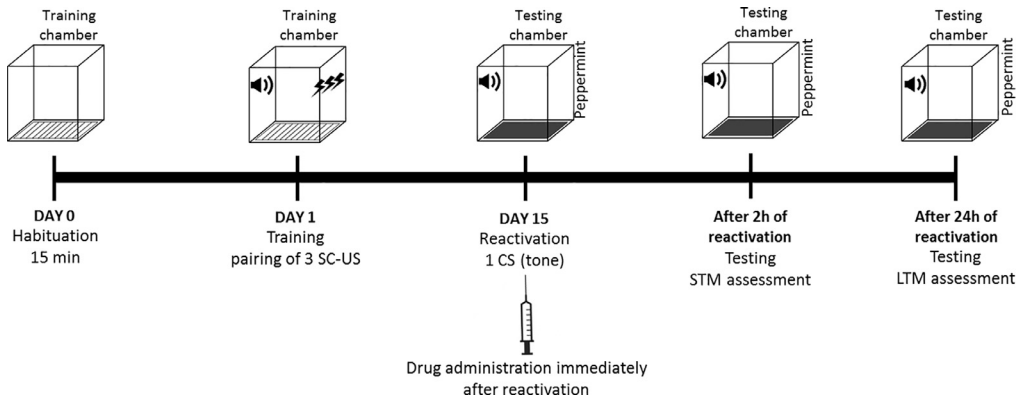 Training
chamber
Training
chamber
Testing
chamber
Peppermint
Testing
chamber
Peppermint
Testing
chamber
Peppermint
DAY 0
Habituation
15 min
DAY 1
Training
pairing of 3 SC-US
DAY 15
Reactivation
1 CS (tone)
After 2h of
reactivation
Testing
STM assessment
After 24h of
reactivation
Testing
LTM assessment
Drug administration immediately
after reactivation